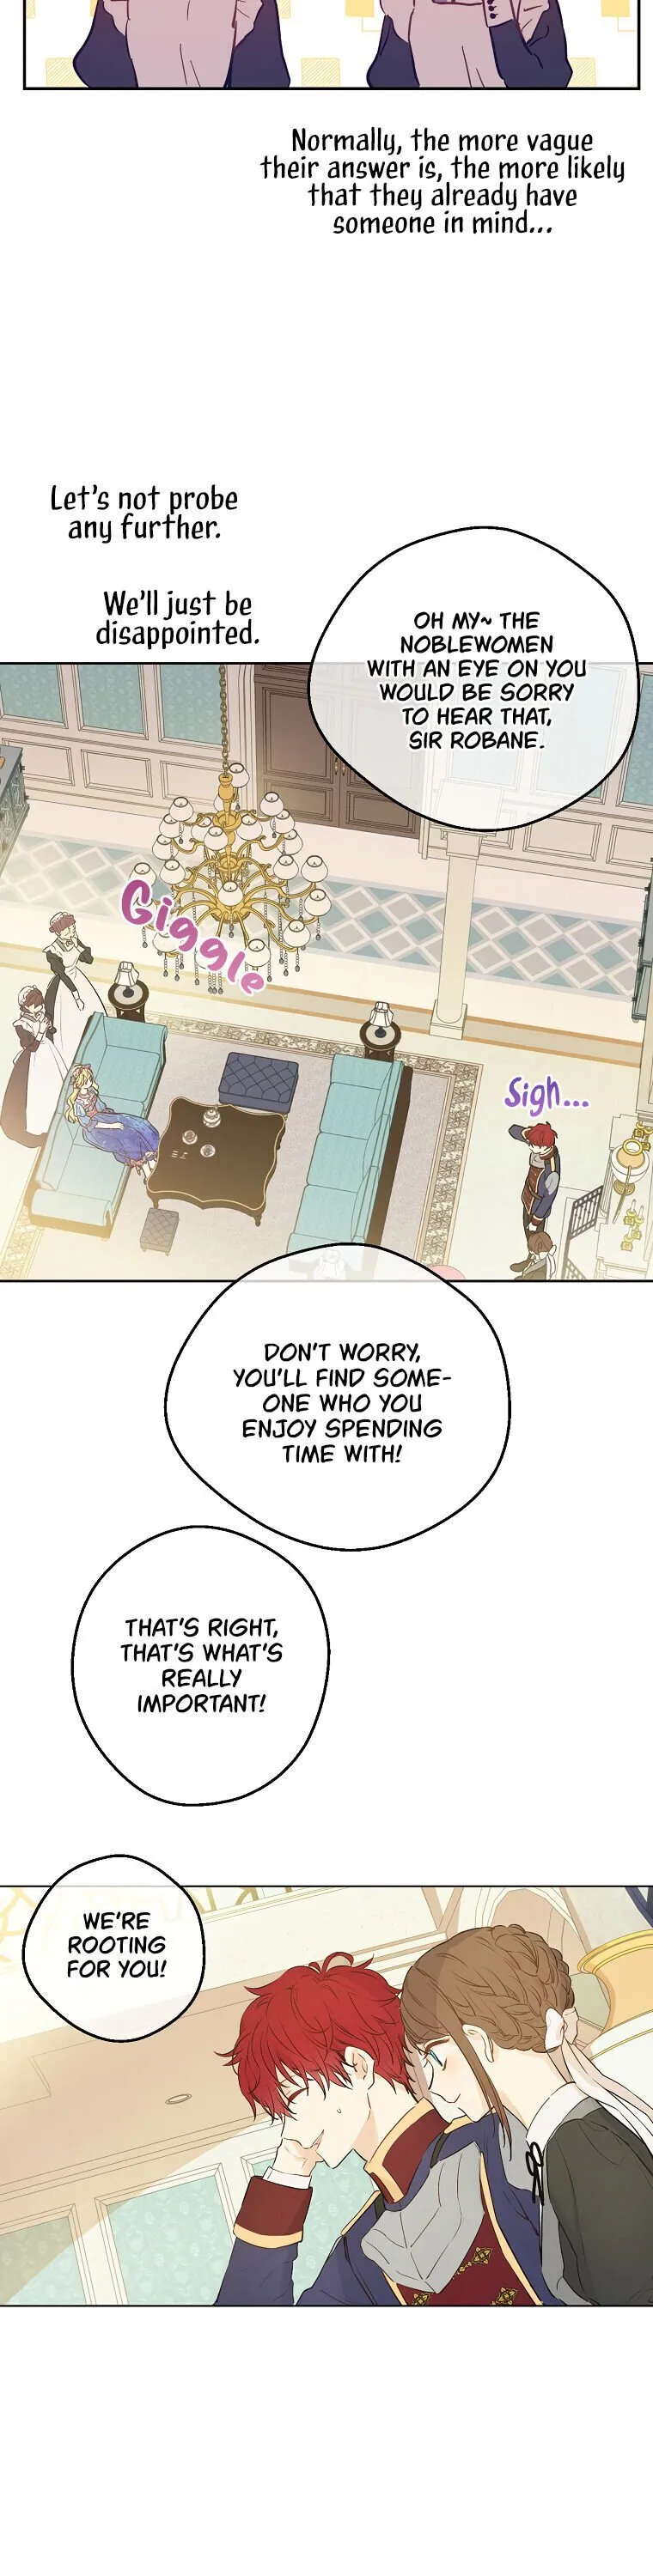 Normally, the more vague
their answer is, the more likely
that they already have
someone in mind...
Let's not probe
any further.
We'll just be
disappointed.
OH MY~ THE
NOBLEWOMEN
WITH AN EYE ON YOU
WOULD BE SORRY
TO HEAR THAT,
SIR ROBANE.
Giggle
Sigh...
DON'T WORRY,
YOU'LL FIND SOME-
ONE WHO YOU
ENJOY SPENDING
TIME WITH!
THAT'S RIGHT,
THAT'S WHAT'S
REALLY
IMPORTANT!
WE'RE
ROOTING
FOR YOU!